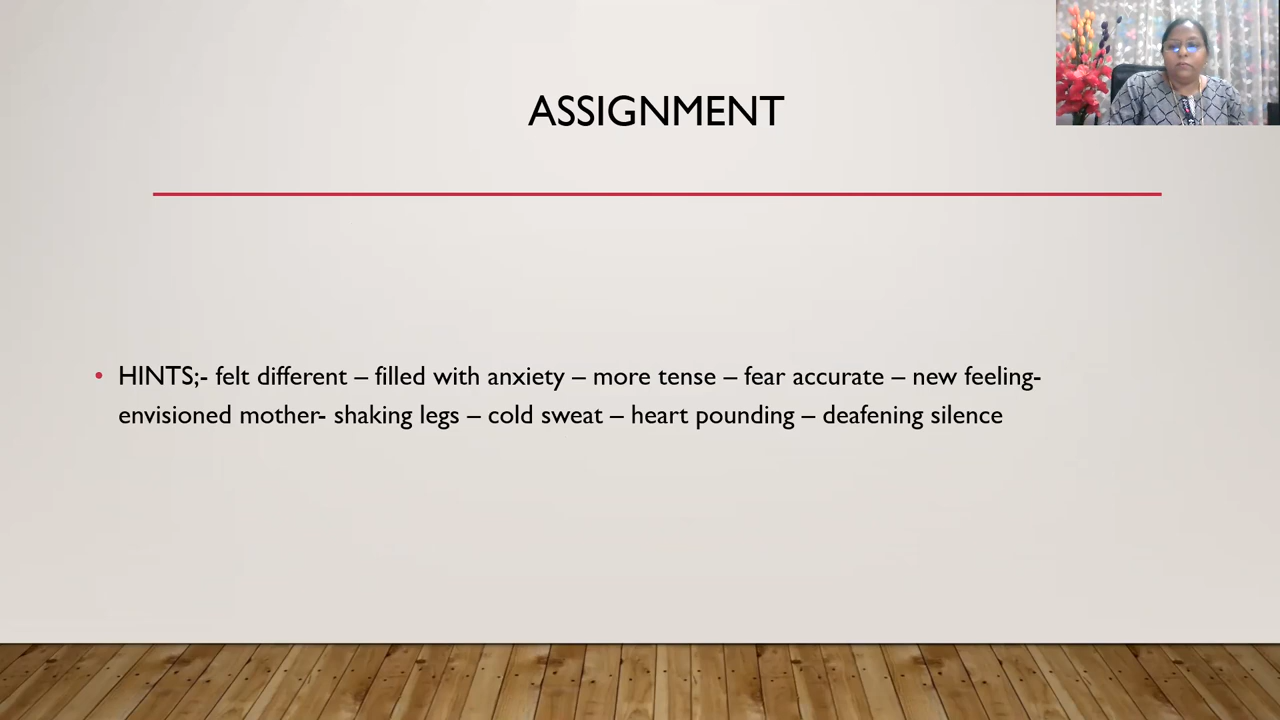 ASSIGNMENT
• HINTS;- felt different – filled with anxiety – more tense – fear accurate – new feeling-
envisioned mother- shaking legs – cold sweat – heart pounding – deafening silence